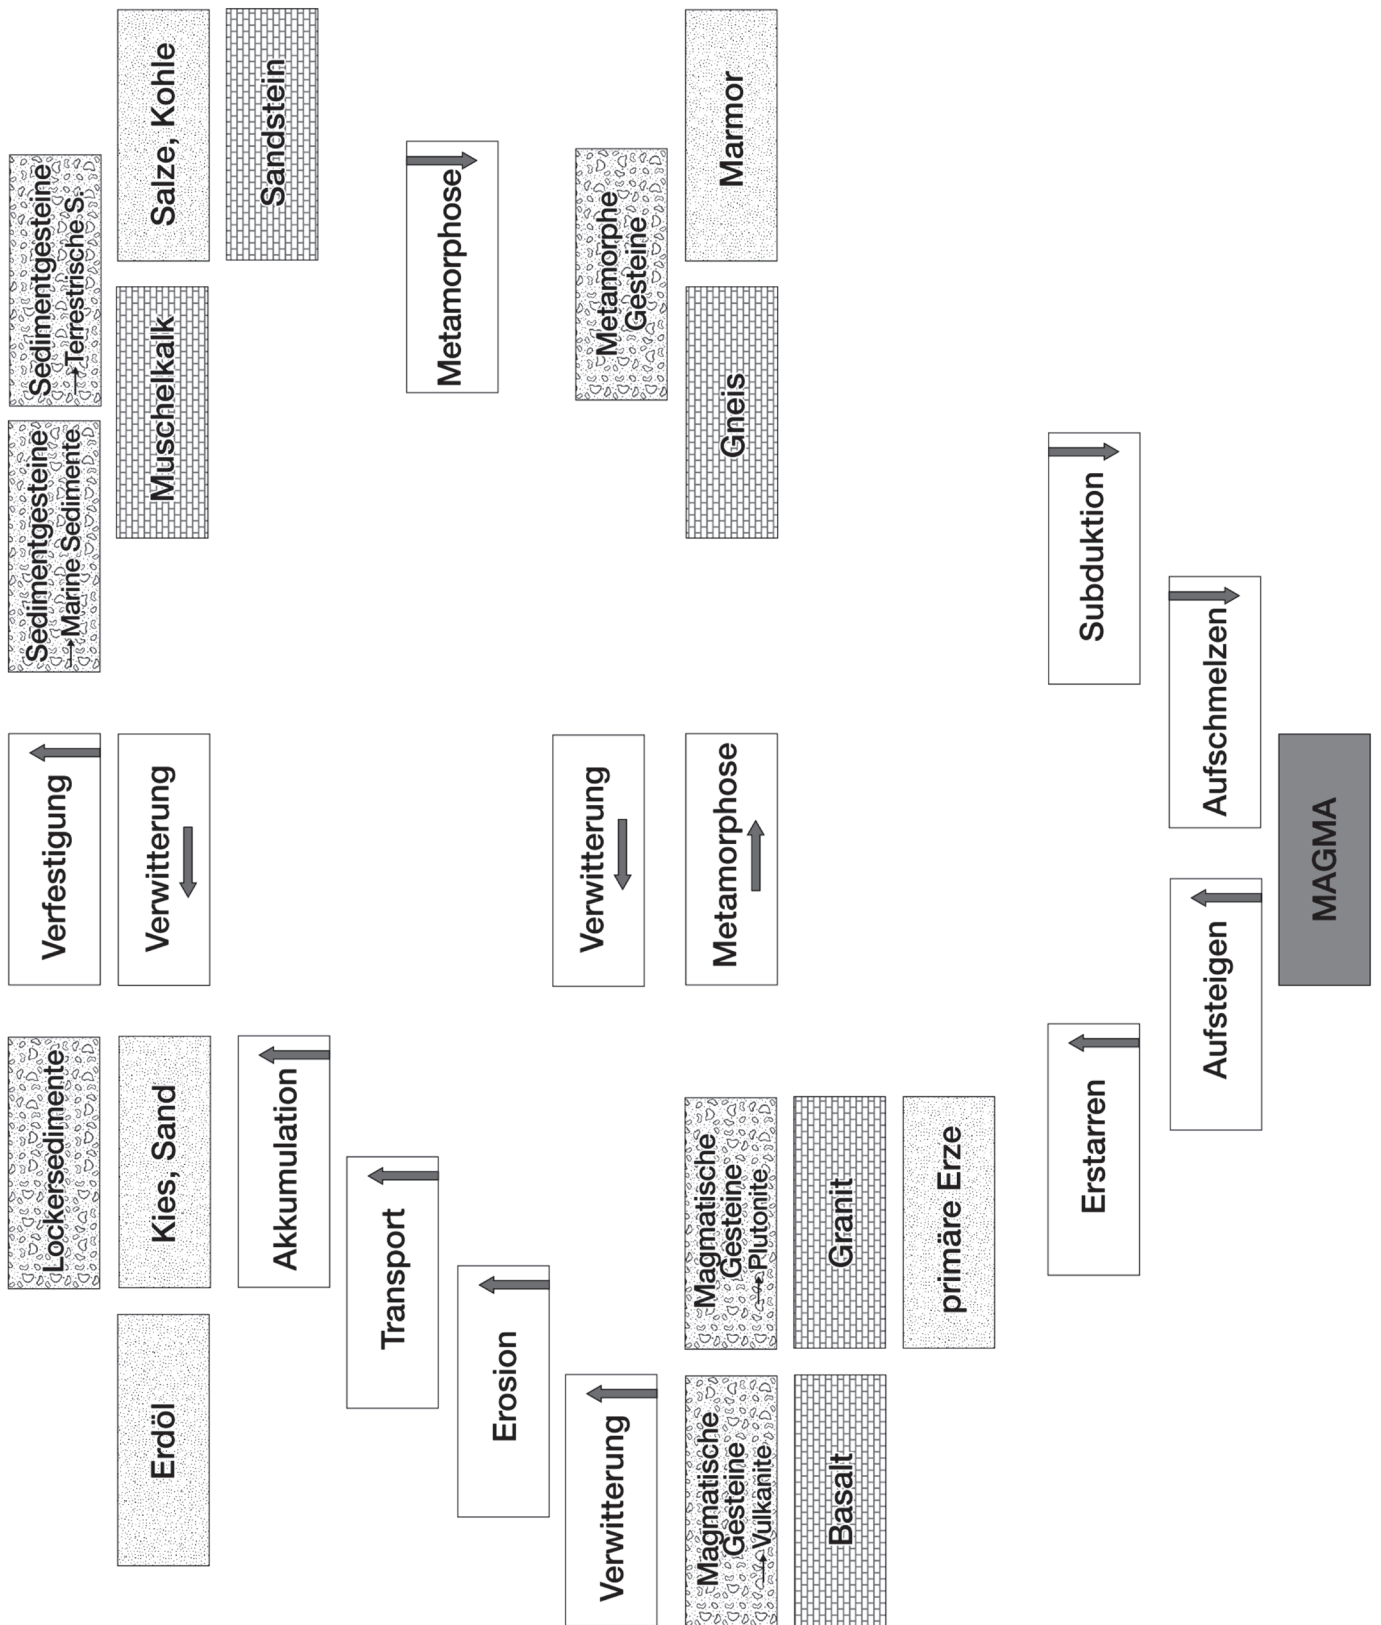 Lockersedimente
Verfestigung
Sedimentgesteine
→Marine Sedimente
Sedimentgesteine
→Terrestrische S.
Erdöl
Kies, Sand
Verwitterung
Muschelkalk
Salze, Kohle
Akkumulation
Sandstein
Transport
Metamorphose
Erosion
Verwitterung
Verwitterung
Metamorphe
Gesteine
Magmatische
Gesteine
→Vulkanite
Magmatische
Gesteine
→Plutonite
Metamorphose
Gneis
Marmor
Basalt
Granit
primäre Erze
Erstarren
Subduktion
Aufsteigen
Aufschmelzen
MAGMA